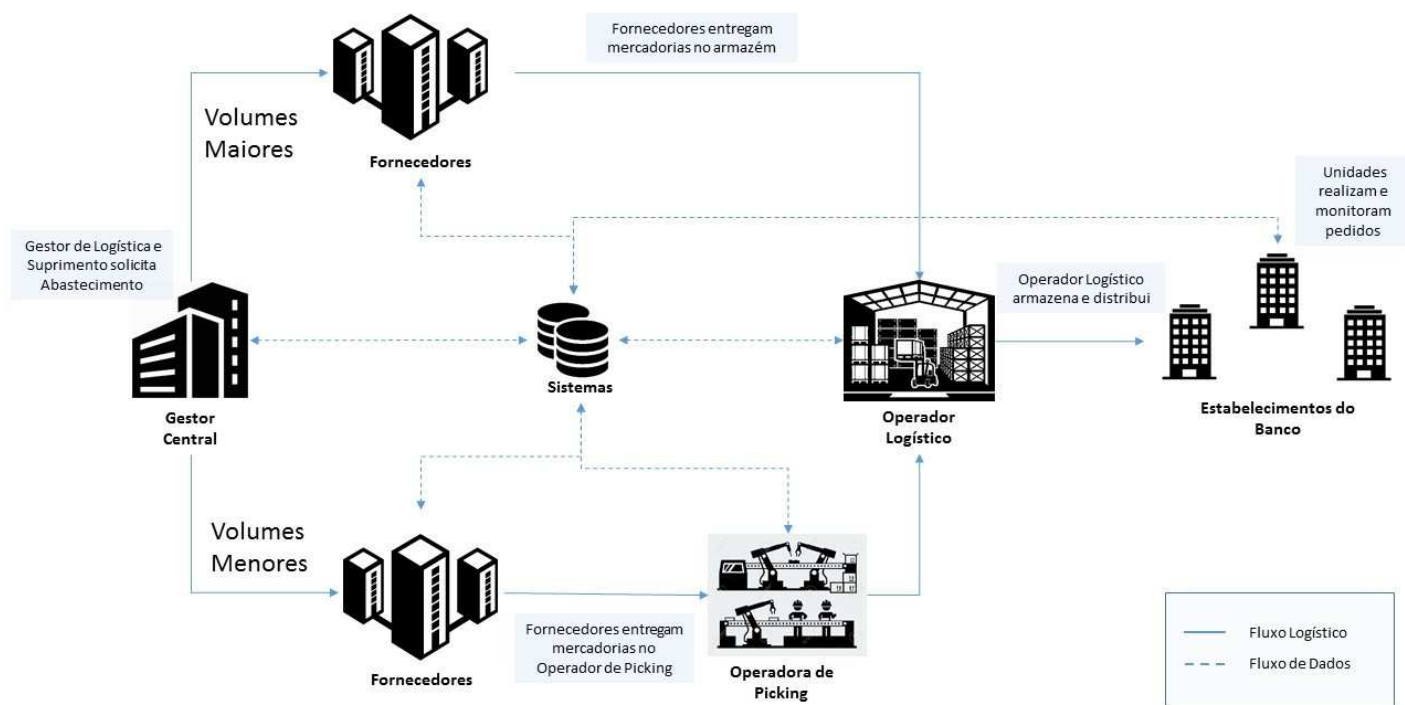 Fornecedores entregam
mercadorias no armazém
Volumes
Maiores
Fornecedores
Unidades
realizam e
monitoram
pedidos
Gestor de Logística e
Suprimento solicita
Abastecimento
Operador Logístico
armazena e distribui
Sistemas
Gestor
Central
Operador
Logístico
Estabelecimentos do
Banco
Volumes
Menores
Fornecedores entregam
mercadorias no
Operador de Picking
Fornecedores
Operadora de
Picking
Fluxo Logístico
Fluxo de Dados